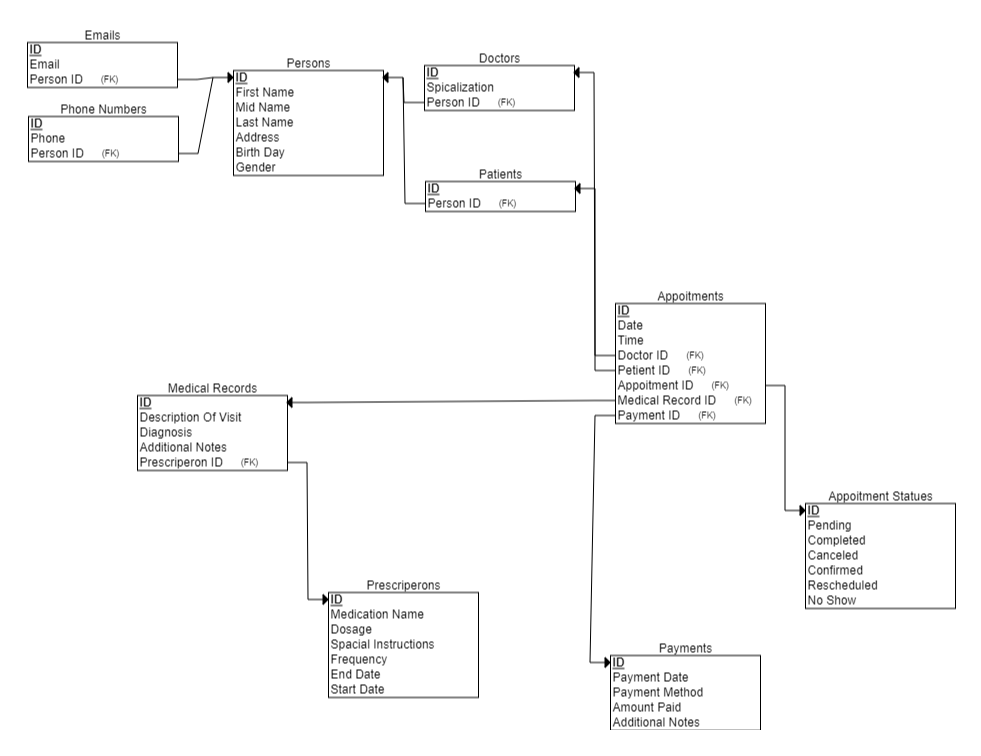 Emails
ID
Email
Person ID (FK)
Phone Numbers
ID
Phone
Person ID (FK)
Persons
ID
First Name
Mid Name
Last Name
Address
Birth Day
Gender
Doctors
ID
Spicalization
Person ID (FK)
Patients
ID
Person ID (FK)
Appoitments
ID
Date
Time
Doctor ID (FK)
Petient ID (FK)
Appoitment ID (FK)
Medical Record ID (FK)
Payment ID (FK)
Medical Records
ID
Description Of Visit
Diagnosis
Additional Notes
Prescriperon ID (FK)
Appoitment Statues
ID
Pending
Completed
Canceled
Confirmed
Rescheduled
No Show
Prescriperons
ID
Medication Name
Dosage
Spacial Instructions
Frequency
End Date
Start Date
Payments
ID
Payment Date
Payment Method
Amount Paid
Additional Notes